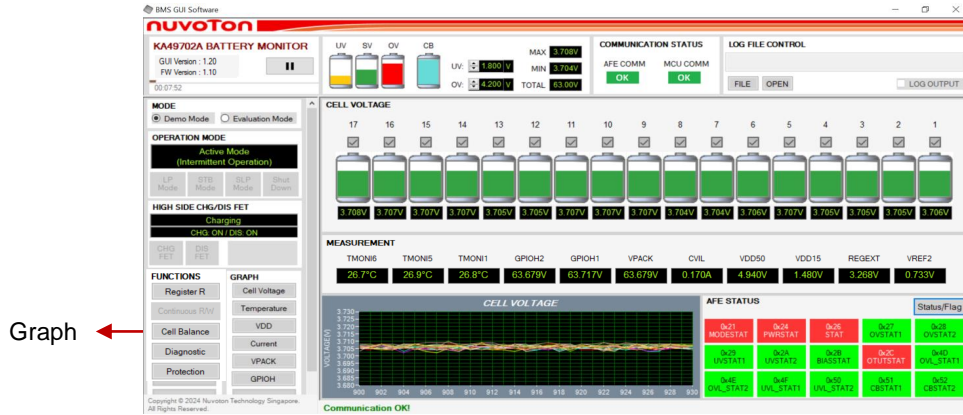 BMS GUI Software
nuvoTon
KA49702A BATTERY MONITOR
GUI Version : 1.20
FW Version : 1.10
00:07:52
UV SV OV CB
UV: 1.800 V
OV: 4.200 V
MAX 3.708V
MIN 3.704V
TOTAL 63.00V
COMMUNICATION STATUS
AFE COMM MCU COMM
OK OK
LOG FILE CONTROL
FILE OPEN LOG OUTPUT
MODE
Demo Mode Evaluation Mode
OPERATION MODE
Active Mode
(Intermittent Operation)
LP Mode STB Mode SLP Mode Shut Down
HIGH SIDE CHG/DIS FET
Charging
CHG: ON / DIS: ON
CHG FET DIS FET
FUNCTIONS GRAPH
Register R Cell Voltage
Continuous R/W Temperature
Cell Balance VDD
Diagnostic Current
Protection VPACK
GPIOH
Graph
Copyright © 2024 Nuvoton Technology Singapore.
All Rights Reserved.
CELL VOLTAGE
17 16 15 14 13 12 11 10 9 8 7 6 5 4 3 2 1
3.708V 3.707V 3.707V 3.707V 3.705V 3.705V 3.707V 3.707V 3.707V 3.704V 3.704V 3.706V 3.707V 3.705V 3.707V 3.705V 3.706V
MEASUREMENT
TMONI6 TMONI5 TMONI1 GPIOH2 GPIOH1 VPACK CVIL VDD50 VDD15 REGEXT VREF2
26.7°C 26.9°C 26.8°C 63.679V 63.717V 63.679V 0.170A 4.940V 1.480V 3.268V 0.733V
CELL VOLTAGE
VOLTAGE(V)
3.730
3.725
3.720
3.715
3.710
3.705
3.700
3.695
3.690
3.685
3.680
900 902 904 906 908 910 912 914 916 918 920 922 924 926 928 930
AFE STATUS
Status/Flag
0x21 MODESTAT
0x24 PWRSTAT
0x26 STAT
0x27 OVSTAT1
0x28 OVSTAT2
0x29 UVSTAT1
0x2A UVSTAT2
0x2B BIASSTAT
0x2C OTUTSTAT
0x4D OVL_STAT1
0x4E OVL_STAT2
0x4F UVL_STAT1
0x50 UVL_STAT2
0x51 CBSTAT1
0x52 CBSTAT2
Communication OK!